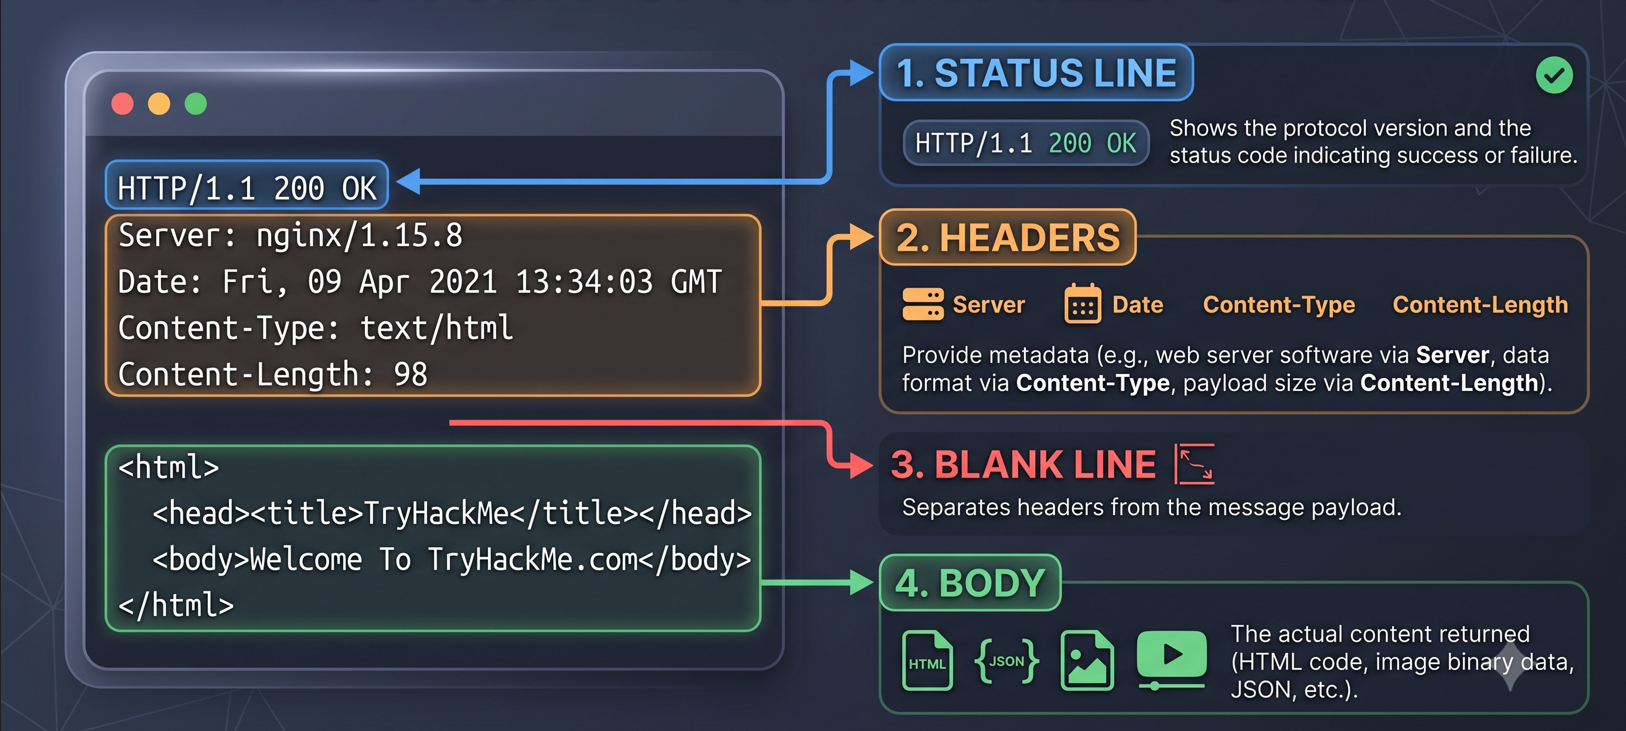 HTTP/1.1 200 OK
Server: nginx/1.15.8
Date: Fri, 09 Apr 2021 13:34:03 GMT
Content-Type: text/html
Content-Length: 98
<html>
  <head><title>TryHackMe</title></head>
  <body>Welcome To TryHackMe.com</body>
</html>
1. STATUS LINE
HTTP/1.1 200 OK
Shows the protocol version and the
status code indicating success or failure.
2. HEADERS
Server Date Content-Type Content-Length
Provide metadata (e.g., web server software via Server, data
format via Content-Type, payload size via Content-Length).
3. BLANK LINE
Separates headers from the message payload.
4. BODY
HTML {JSON}
The actual content returned
(HTML code, image binary data,
JSON, etc.).